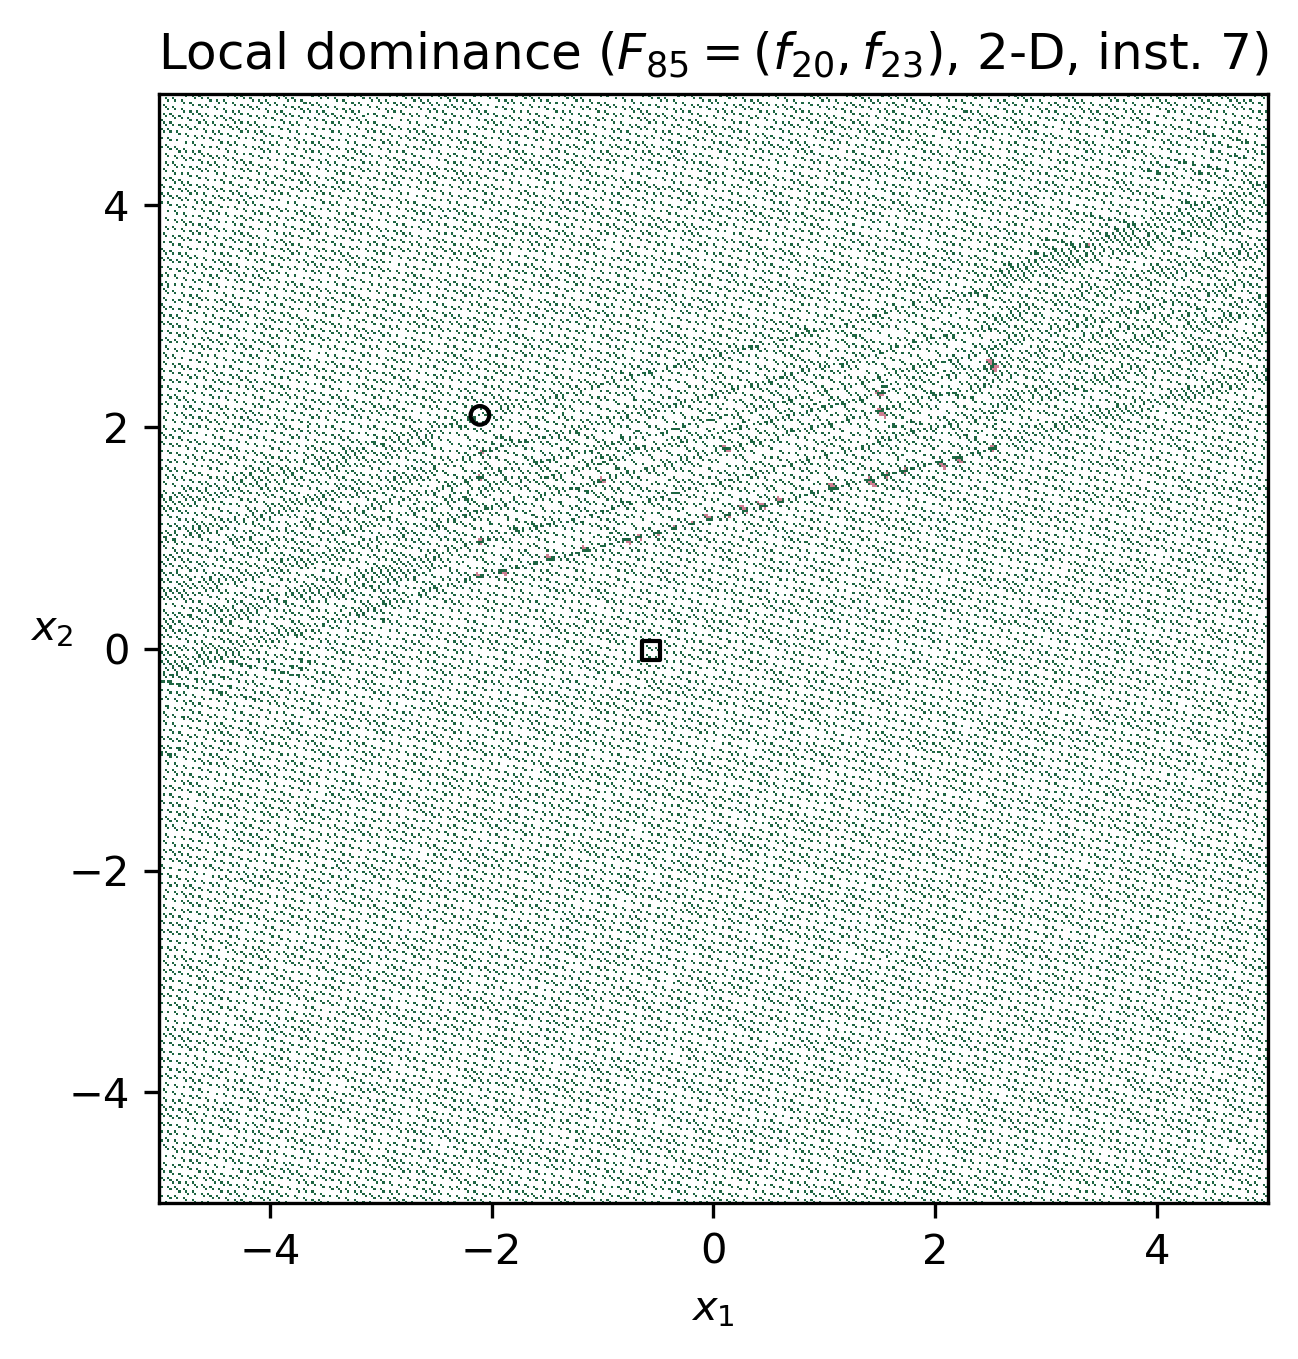 Local dominance (F₈₅ = (f₂₀, f₂₃), 2-D, inst. 7)
4
2
x₂ 0
−2
−4
−4 −2 0 2 4
x₁